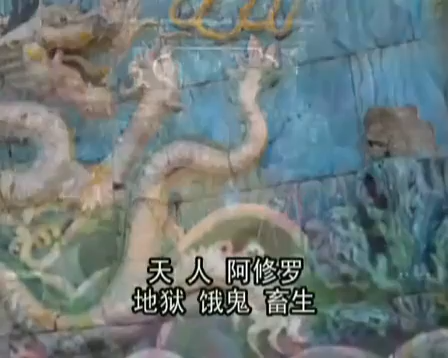 天 人 阿修罗
地狱 饿鬼 畜生